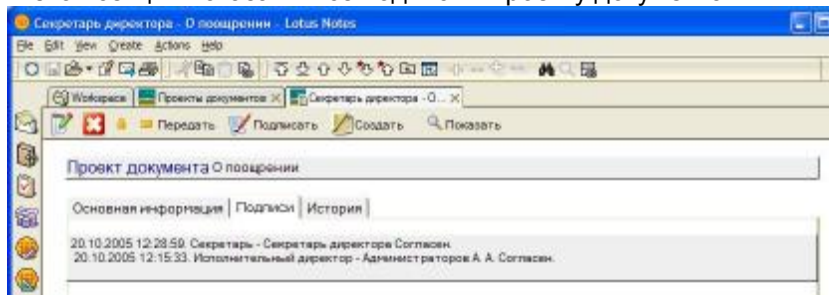 Секретарь директора - О поощрении - Lotus Notes
File Edit View Create Actions Help
Workspace Проекты документов Секретарь директора - О...
Передать Подписать Создать Показать
Проект документа О поощрении
Основная информация Подписи История
20.10.2005 12:28:59. Секретарь - Секретарь директора Согласен.
20.10.2005 12:15:33. Исполнительный директор - Администраторов А. А. Согласен.